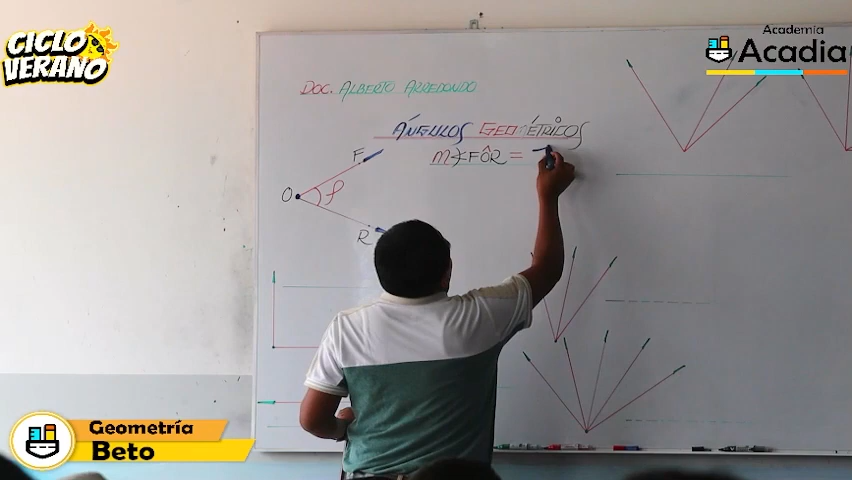 CICLO
VERANO
Academia
Acadia
DOC. ALBERTO ARREDONDO
ÁNGULOS GEOMÉTRICOS
F
m∢FÔR =
O
R
Geometría
Beto